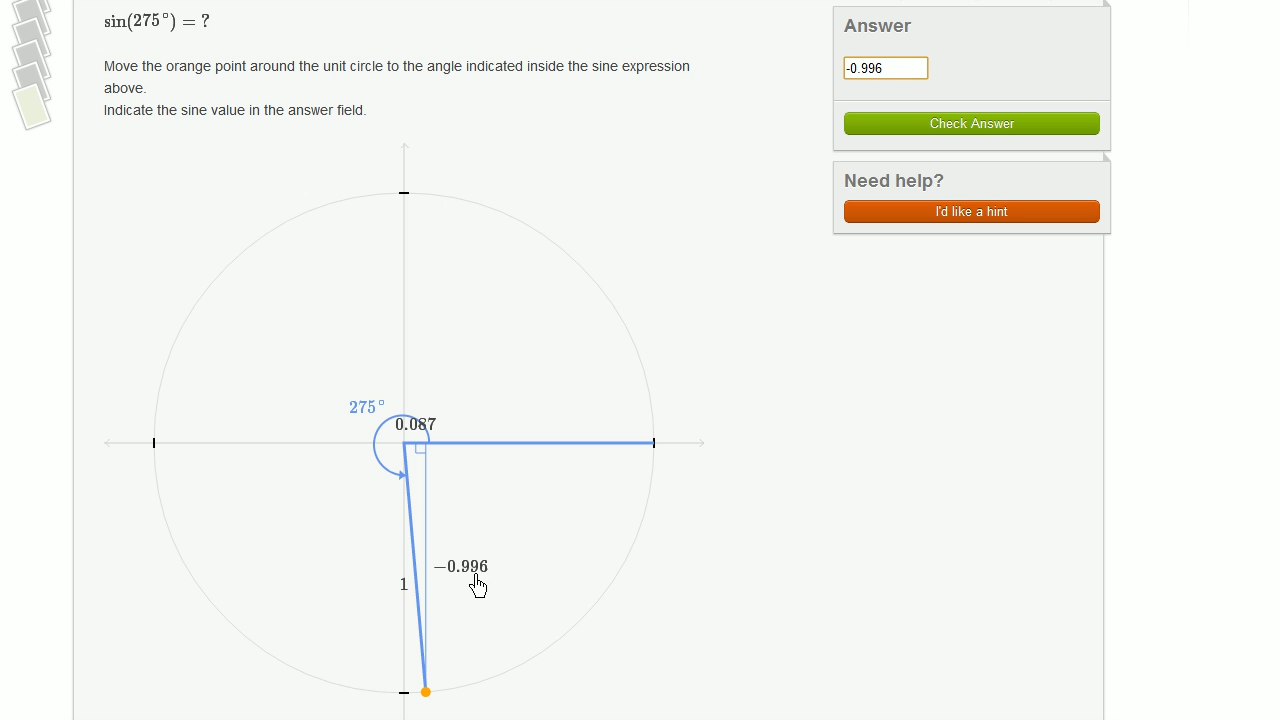 sin(275°) = ?
Move the orange point around the unit circle to the angle indicated inside the sine expression
above.
Indicate the sine value in the answer field.
Answer
-0.996
Check Answer
Need help?
I'd like a hint
275°
0.087
−0.996
1